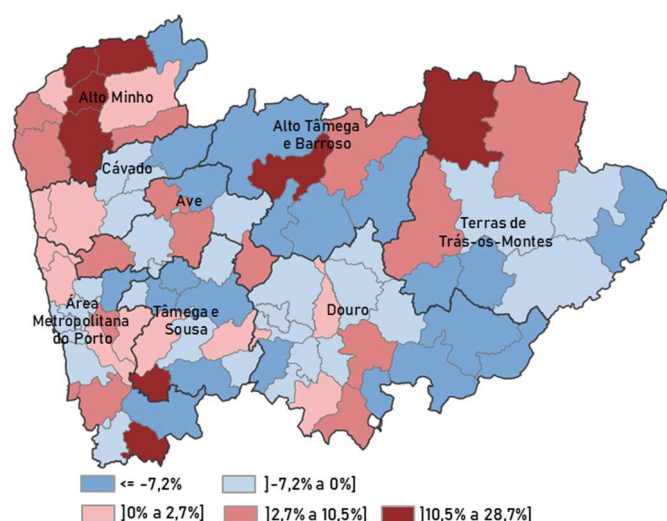 Alto Minho
Alto Tâmega
e Barroso
Cávado
Ave
Terras de
Trás-os-Montes
Área
Metropolitana
do Porto
Tâmega e
Sousa
Douro
<= -7,2%
]-7,2% a 0%]
]0% a 2,7%]
]2,7% a 10,5%]
]10,5% a 28,7%]